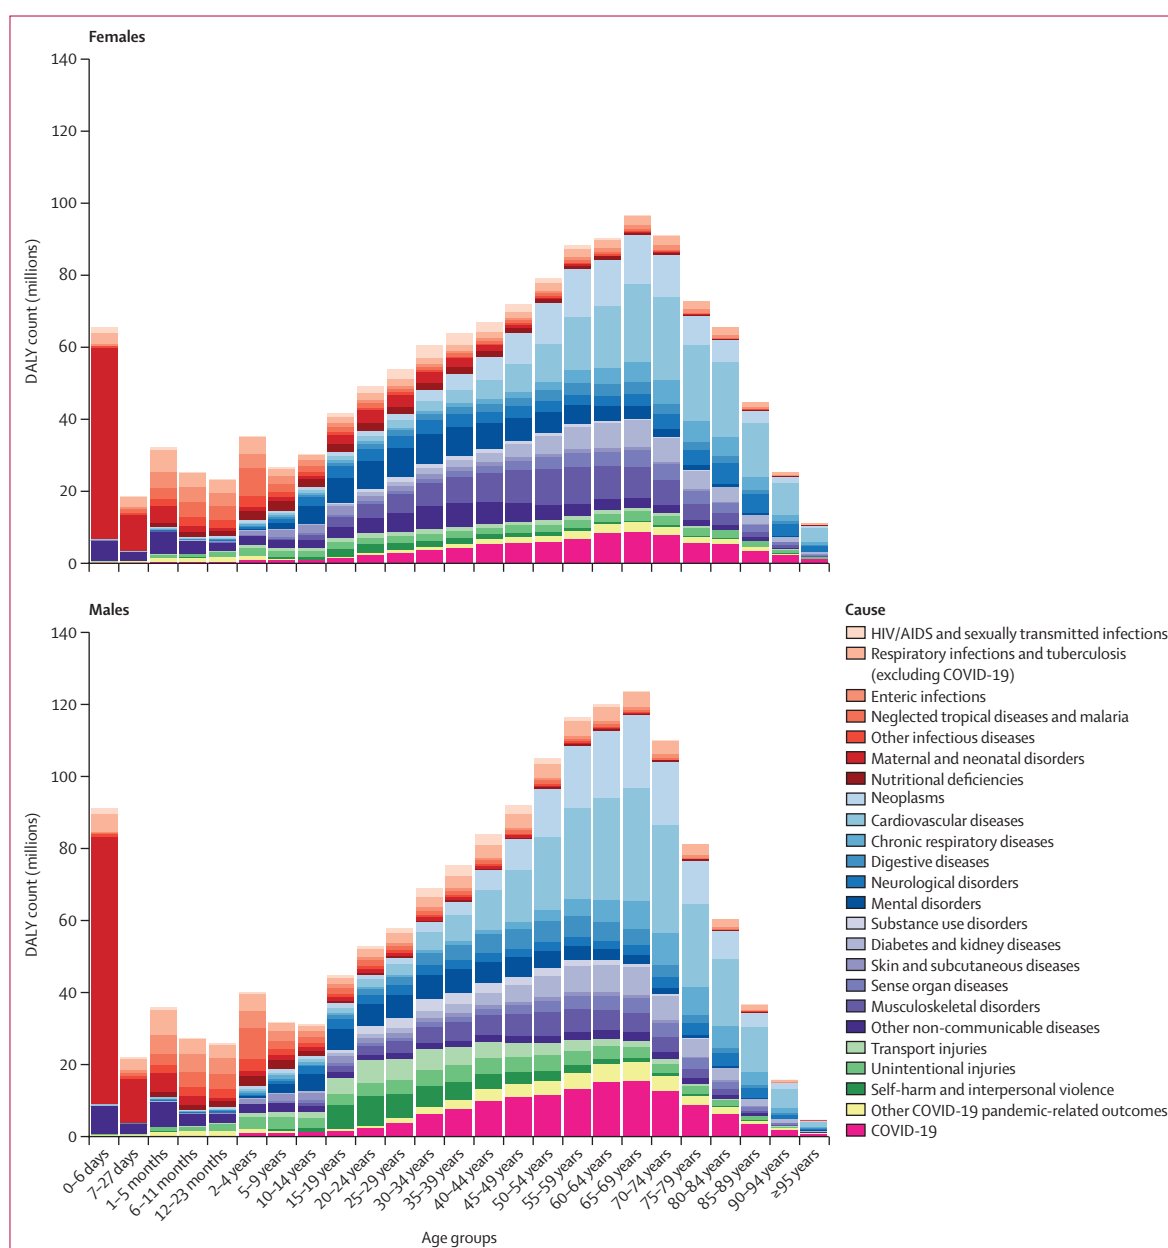 Females
140
120
100
80
60
40
20
0
DALY count (millions)
Males
140
120
100
80
60
40
20
0
DALY count (millions)
0–6 days
7–27 days
1–5 months
6–11 months
12–23 months
2–4 years
5–9 years
10–14 years
15–19 years
20–24 years
25–29 years
30–34 years
35–39 years
40–44 years
45–49 years
50–54 years
55–59 years
60–64 years
65–69 years
70–74 years
75–79 years
80–84 years
85–89 years
90–94 years
≥95 years
Age groups
Cause
HIV/AIDS and sexually transmitted infections
Respiratory infections and tuberculosis
(excluding COVID-19)
Enteric infections
Neglected tropical diseases and malaria
Other infectious diseases
Maternal and neonatal disorders
Nutritional deficiencies
Neoplasms
Cardiovascular diseases
Chronic respiratory diseases
Digestive diseases
Neurological disorders
Mental disorders
Substance use disorders
Diabetes and kidney diseases
Skin and subcutaneous diseases
Sense organ diseases
Musculoskeletal disorders
Other non-communicable diseases
Transport injuries
Unintentional injuries
Self-harm and interpersonal violence
Other COVID-19 pandemic-related outcomes
COVID-19